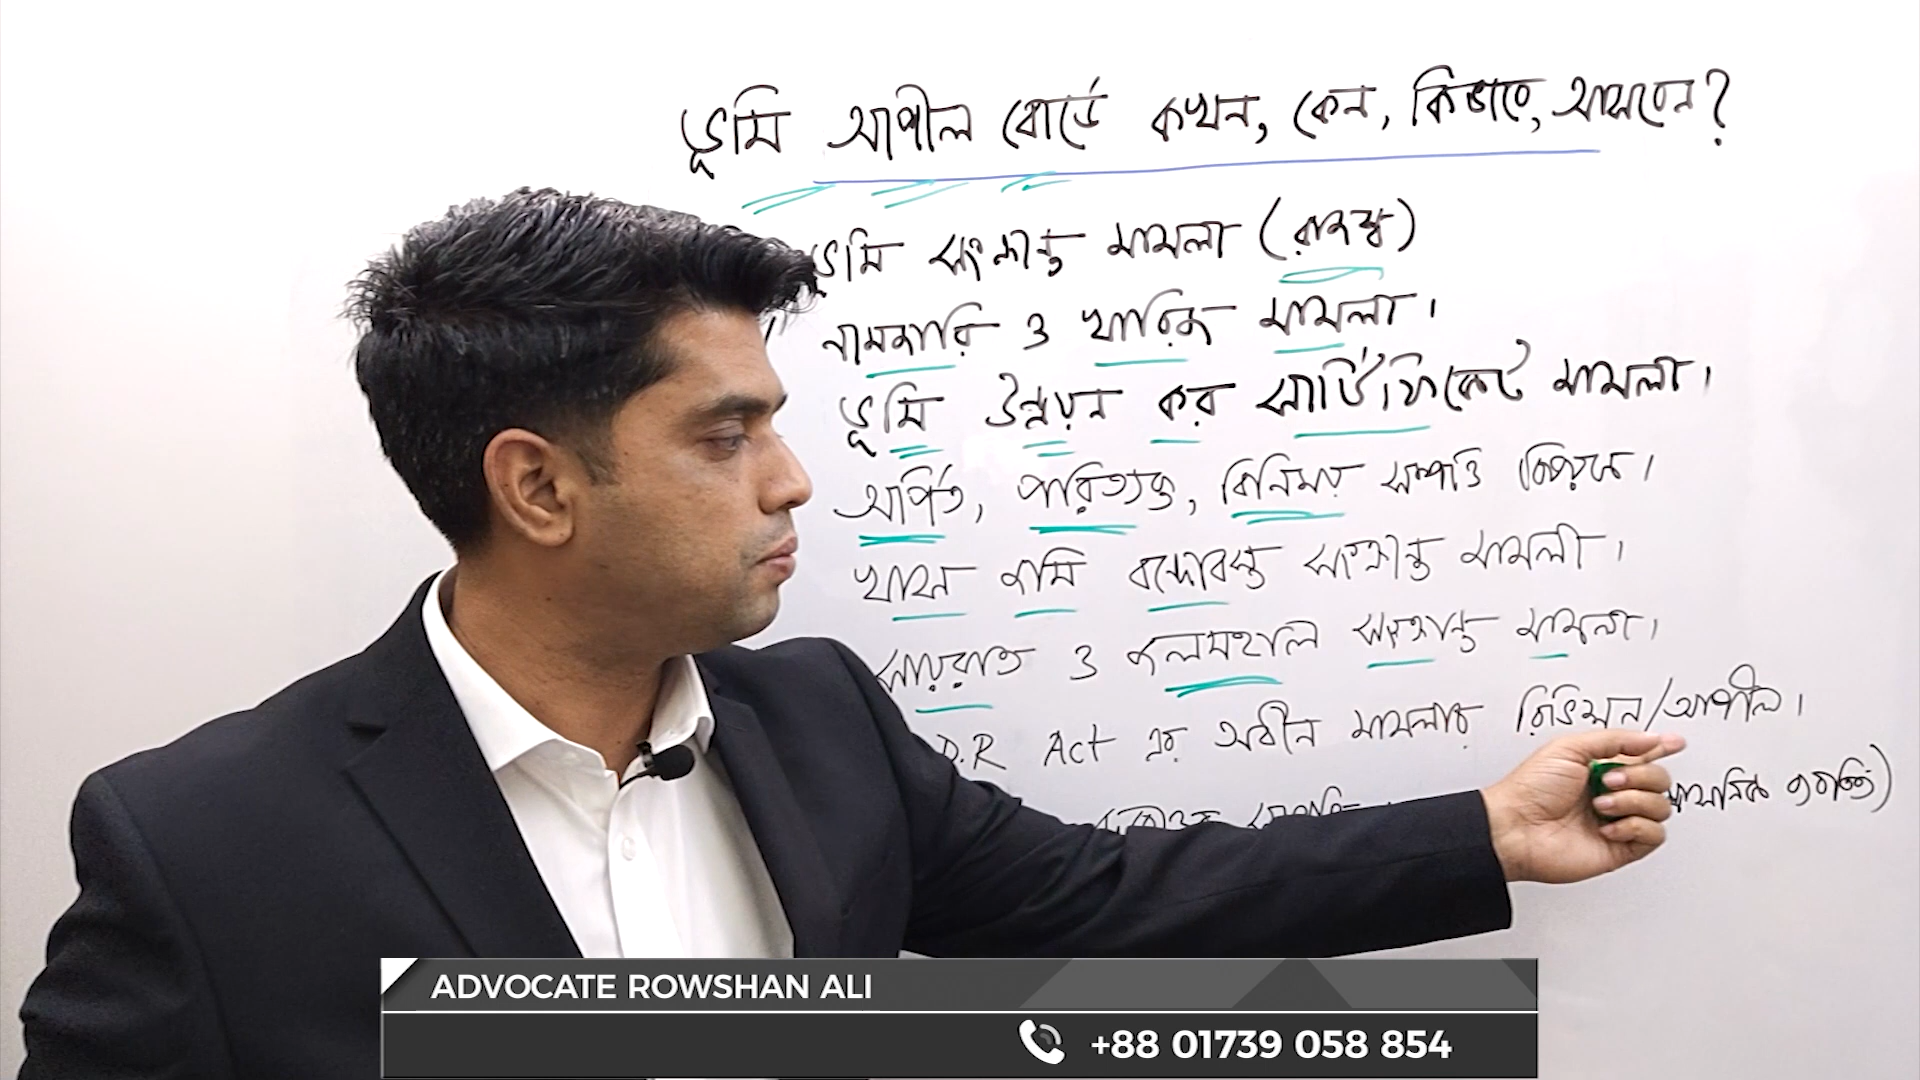 ভূমি আপীল বোর্ডে কখন, কেন, কিভাবে, আসবেন?
ভূমি সংক্রান্ত মামলা (রাজস্ব)
নামজারি ও খারিজ মামলা।
ভূমি উন্নয়ন কর সার্টিফিকেট মামলা।
অর্পিত, পরিত্যক্ত, বিনিময় সম্পত্তি বিষয়ক।
খাস জমি বন্দোবস্ত সংক্রান্ত মামলা।
সায়রাত ও জলমহাল সংক্রান্ত মামলা।
D.R Act এর অধীন মামলার রিভিশন/আপীল।
ADVOCATE ROWSHAN ALI
+88 01739 058 854